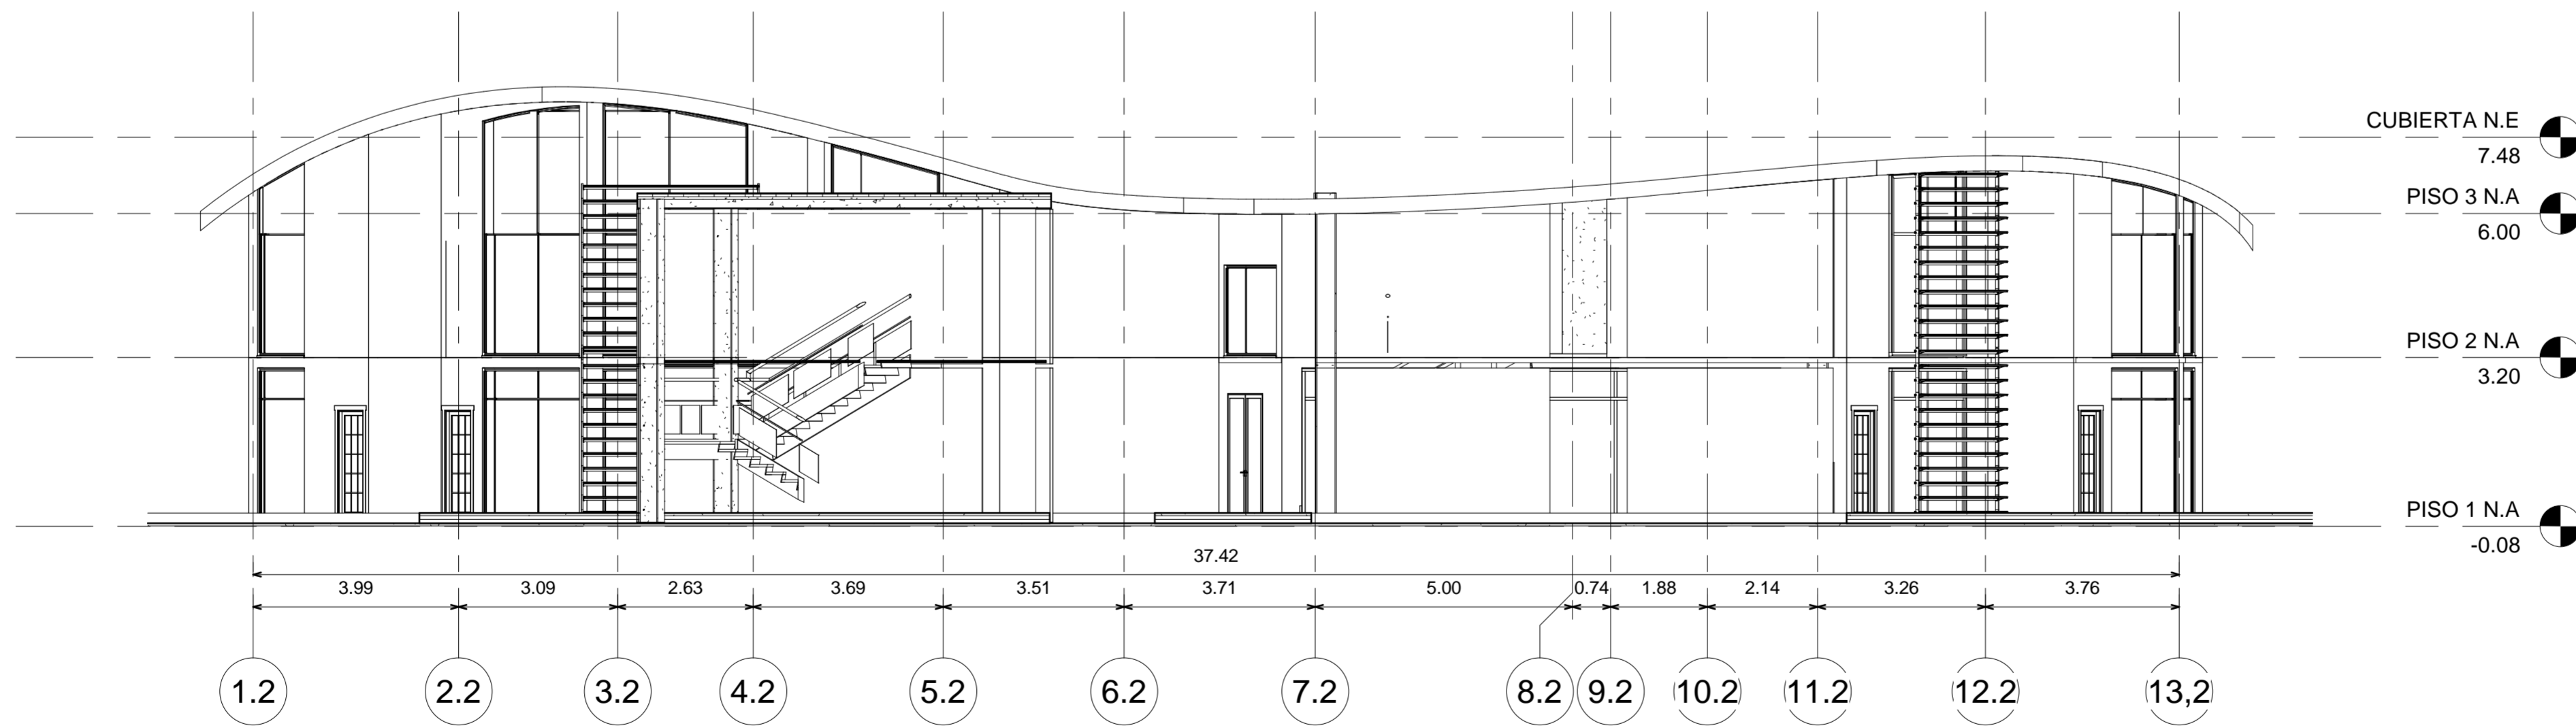 CUBIERTA N.E
7.48
PISO 3 N.A
6.00
PISO 2 N.A
3.20
PISO 1 N.A
-0.08
37.42
3.99 3.09 2.63 3.69 3.51 3.71 5.00 0.74 1.88 2.14 3.26 3.76
1.2 2.2 3.2 4.2 5.2 6.2 7.2 8.2 9.2 10.2 11.2 12.2 13,2